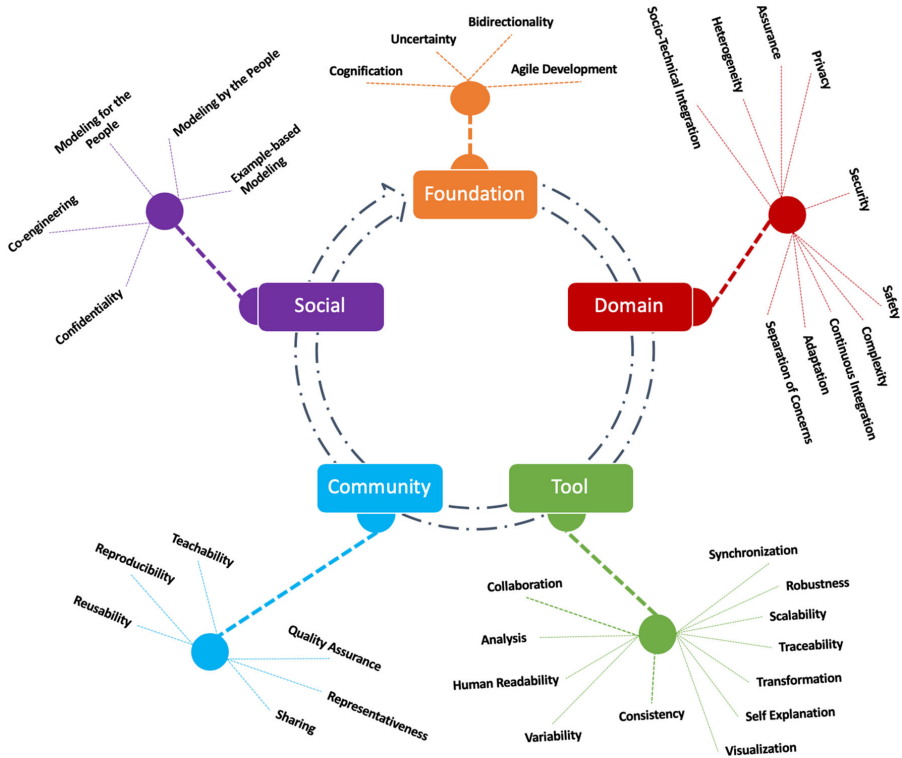 Foundation
Bidirectionality
Uncertainty
Cognification
Agile Development
Domain
Socio-Technical Integration
Heterogeneity
Assurance
Privacy
Security
Safety
Complexity
Continuous Integration
Adaptation
Separation of Concerns
Tool
Synchronization
Robustness
Scalability
Traceability
Transformation
Self Explanation
Visualization
Consistency
Variability
Human Readability
Analysis
Collaboration
Community
Teachability
Reproducibility
Reusability
Quality Assurance
Representativeness
Sharing
Social
Modeling for the
People
Modeling by the People
Example-based
Modeling
Co-engineering
Confidentiality